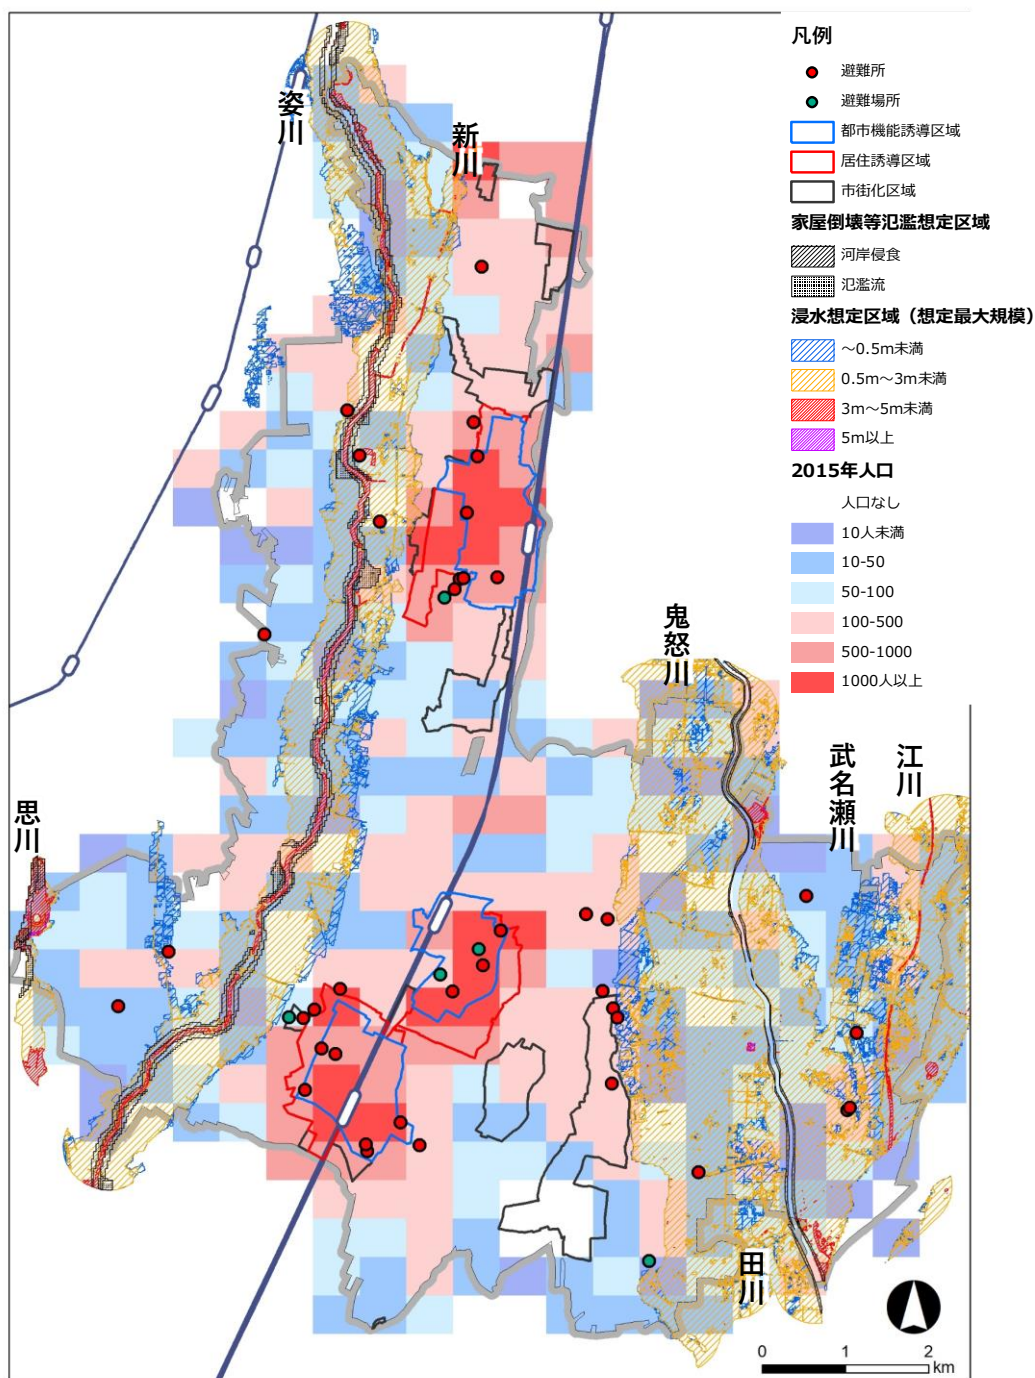 凡例
避難所
避難場所
都市機能誘導区域
居住誘導区域
市街化区域
家屋倒壊等氾濫想定区域
河岸侵食
氾濫流
浸水想定区域（想定最大規模）
～0.5m未満
0.5m～3m未満
3m～5m未満
5m以上
2015年人口
人口なし
10人未満
10-50
50-100
100-500
500-1000
1000人以上
姿川
新川
鬼怒川
武名瀬川
江川
思川
田川
0 1 2
km